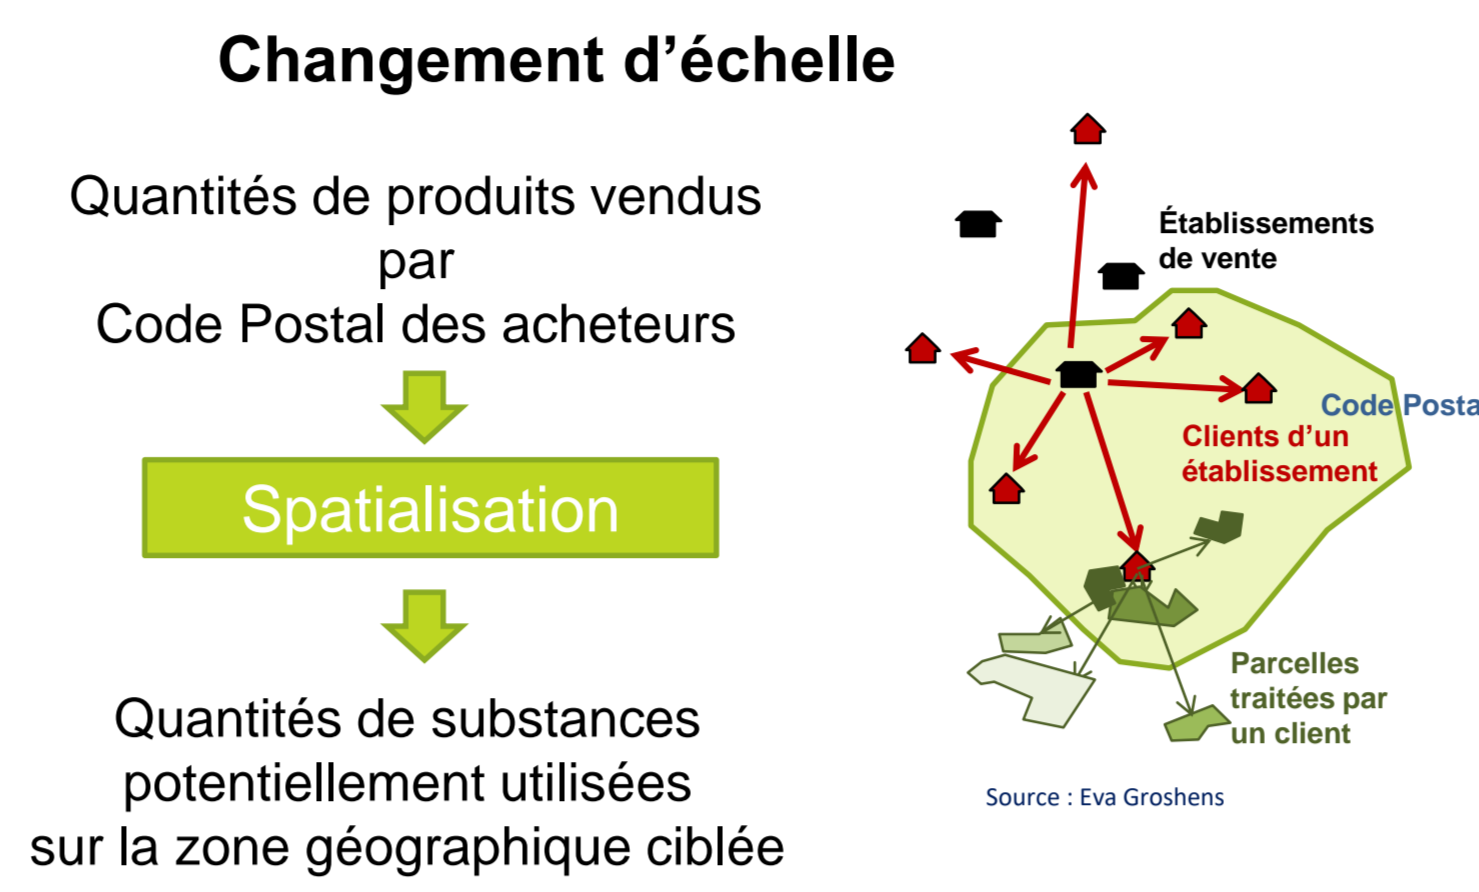 Changement d’échelle
Quantités de produits vendus
par
Code Postal des acheteurs
Spatialisation
Quantités de substances
potentiellement utilisées
sur la zone géographique ciblée
Établissements
de vente
Code Posta
Clients d’un
établissement
Parcelles
traitées par
un client
Source : Eva Groshens